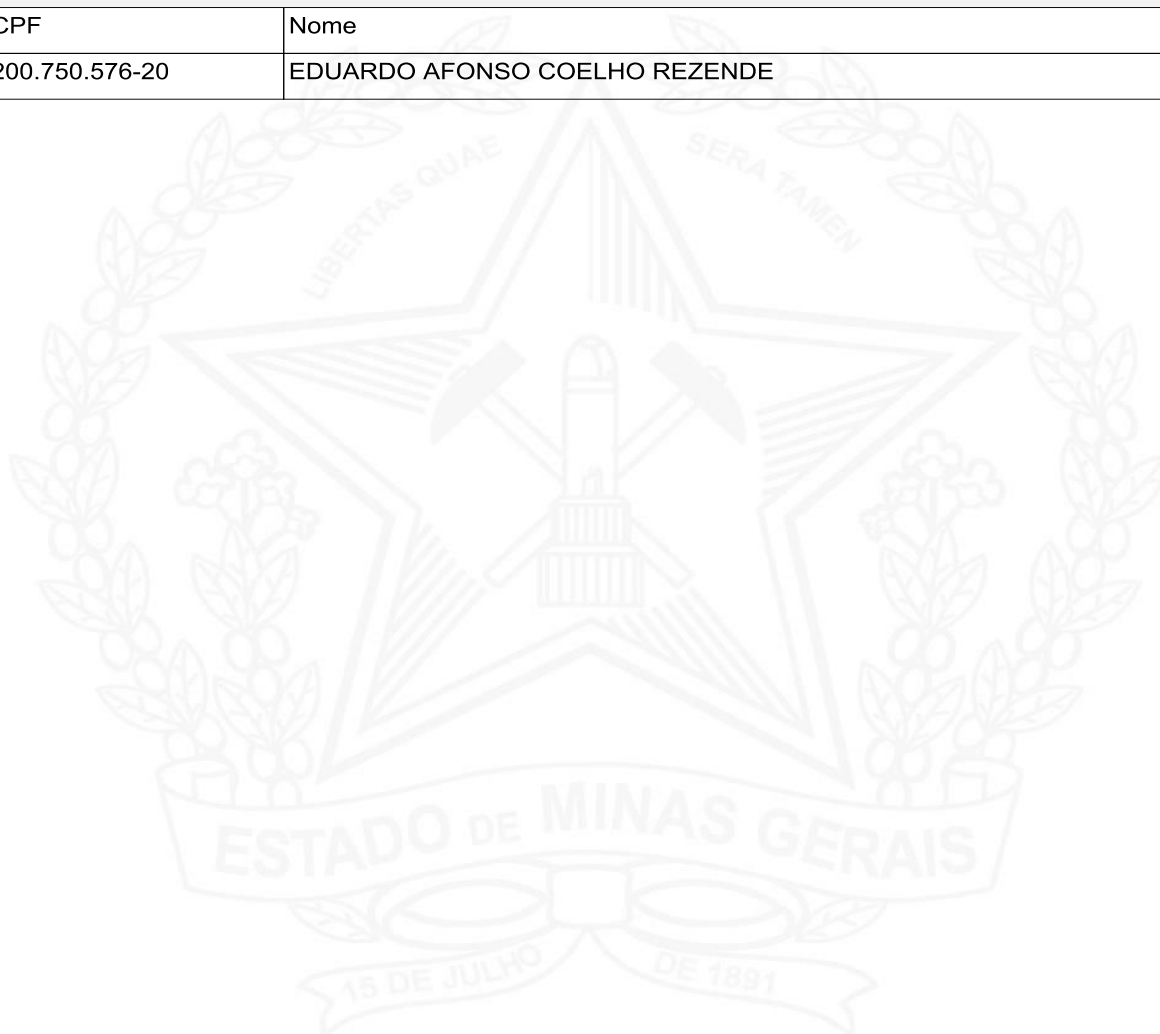 CPF Nome
200.750.576-20 EDUARDO AFONSO COELHO REZENDE
LIBERTAS QUAE SERA TAMEN
ESTADO DE MINAS GERAIS
15 DE JULHO DE 1891